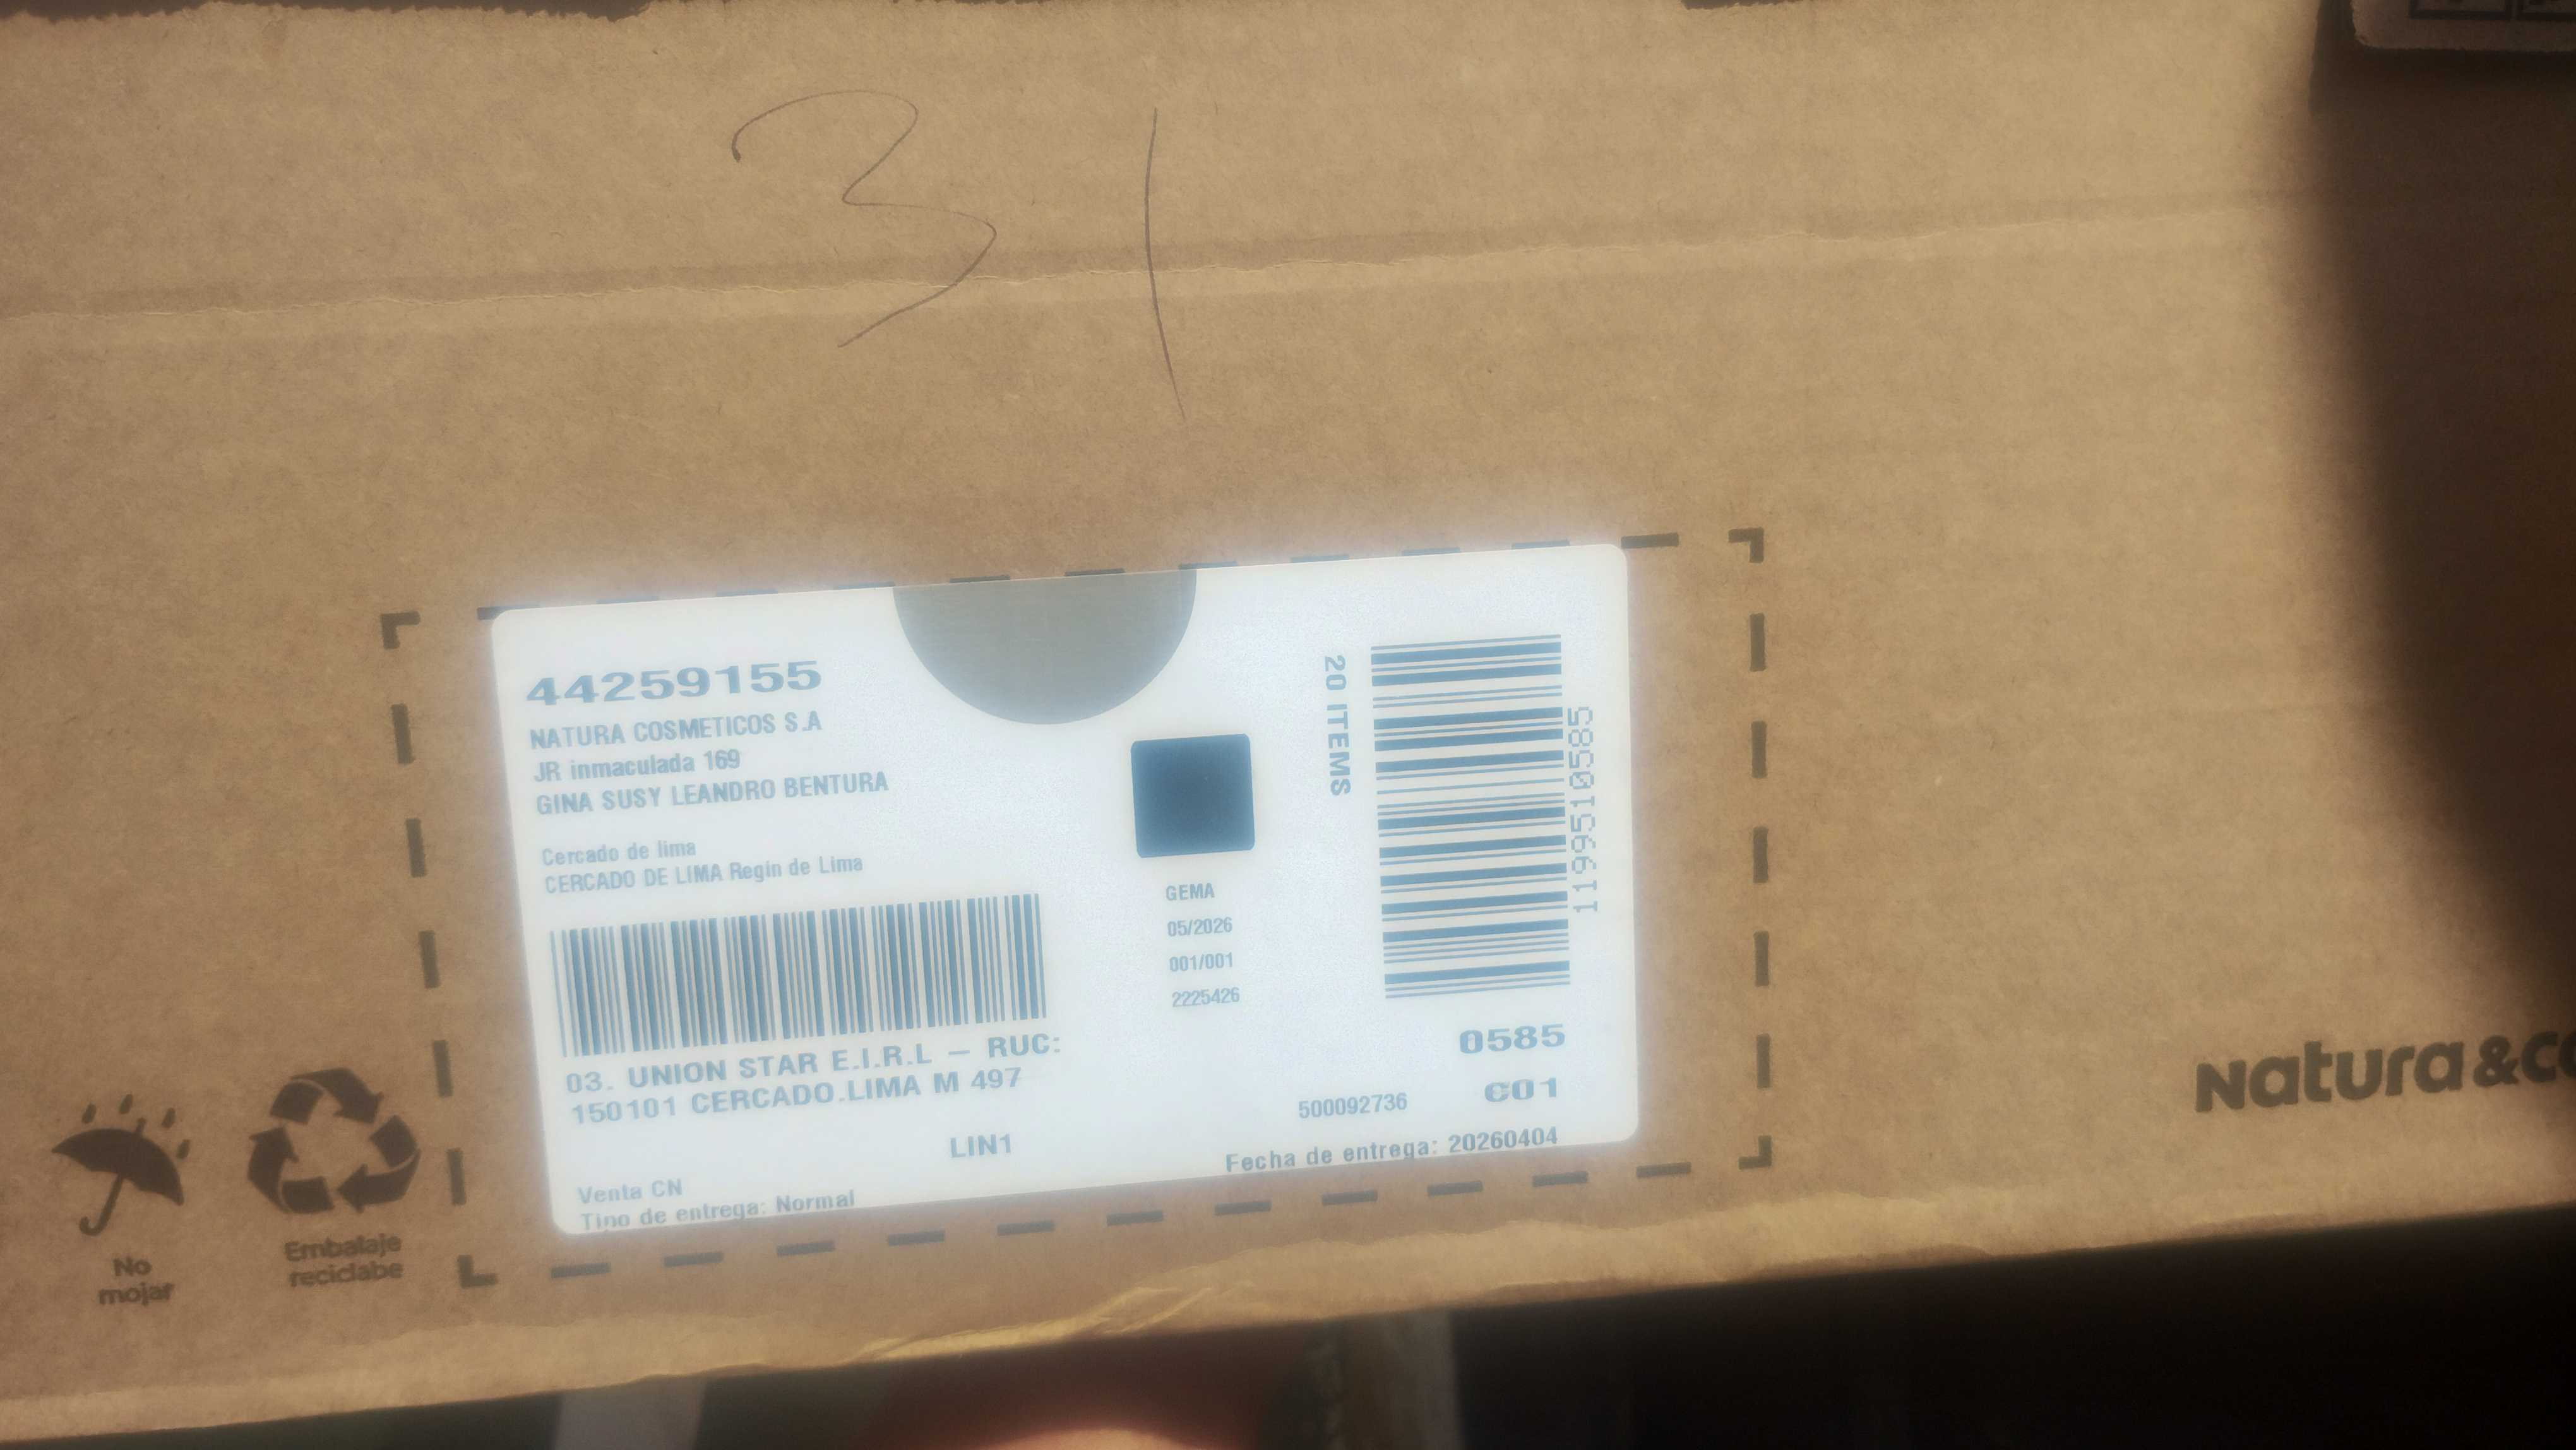 31
44259155
NATURA COSMETICOS S.A
JR inmaculada 169
GINA SUSY LEANDRO BENTURA
Cercado de lima
CERCADO DE LIMA Regin de Lima
03. UNION STAR E.I.R.L – RUC:
150101 CERCADO.LIMA M 497
LIN1
Venta CN
Tipo de entrega: Normal
GEMA
05/2026
001/001
2225426
20 ITEMS
1199510585
0585
500092736
C01
Fecha de entrega: 20260404
No
mojar
Embalaje
reciclabe
Natura&co